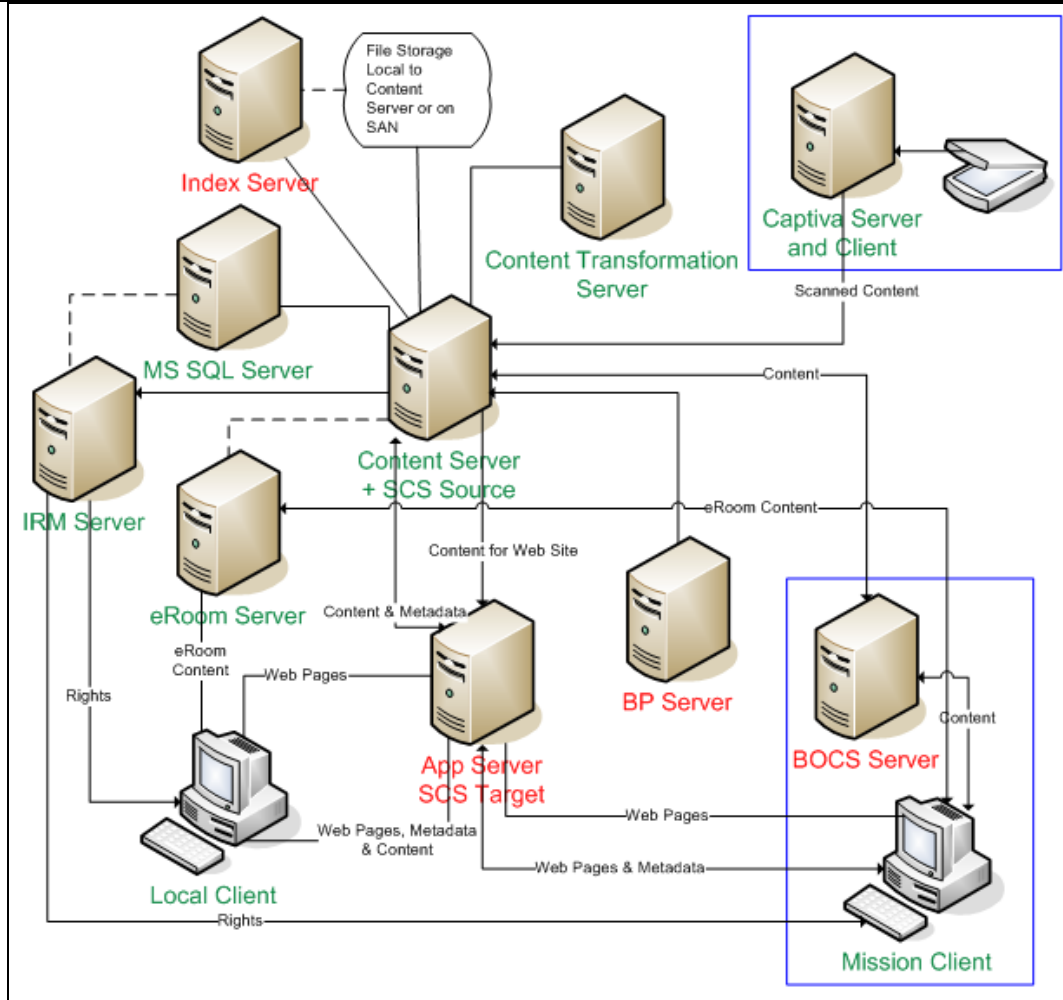 File Storage
Local to
Content
Server or on
SAN
Index Server
Captiva Server
and Client
Content Transformation
Server
Scanned Content
MS SQL Server
Content
Content Server
+ SCS Source
IRM Server
eRoom Content
Content for Web Site
eRoom Server
Content & Metadata
eRoom
Content
Web Pages
Rights
BP Server
Content
BOCS Server
App Server
SCS Target
Web Pages
Web Pages, Metadata
& Content
Web Pages & Metadata
Local Client
Rights
Mission Client